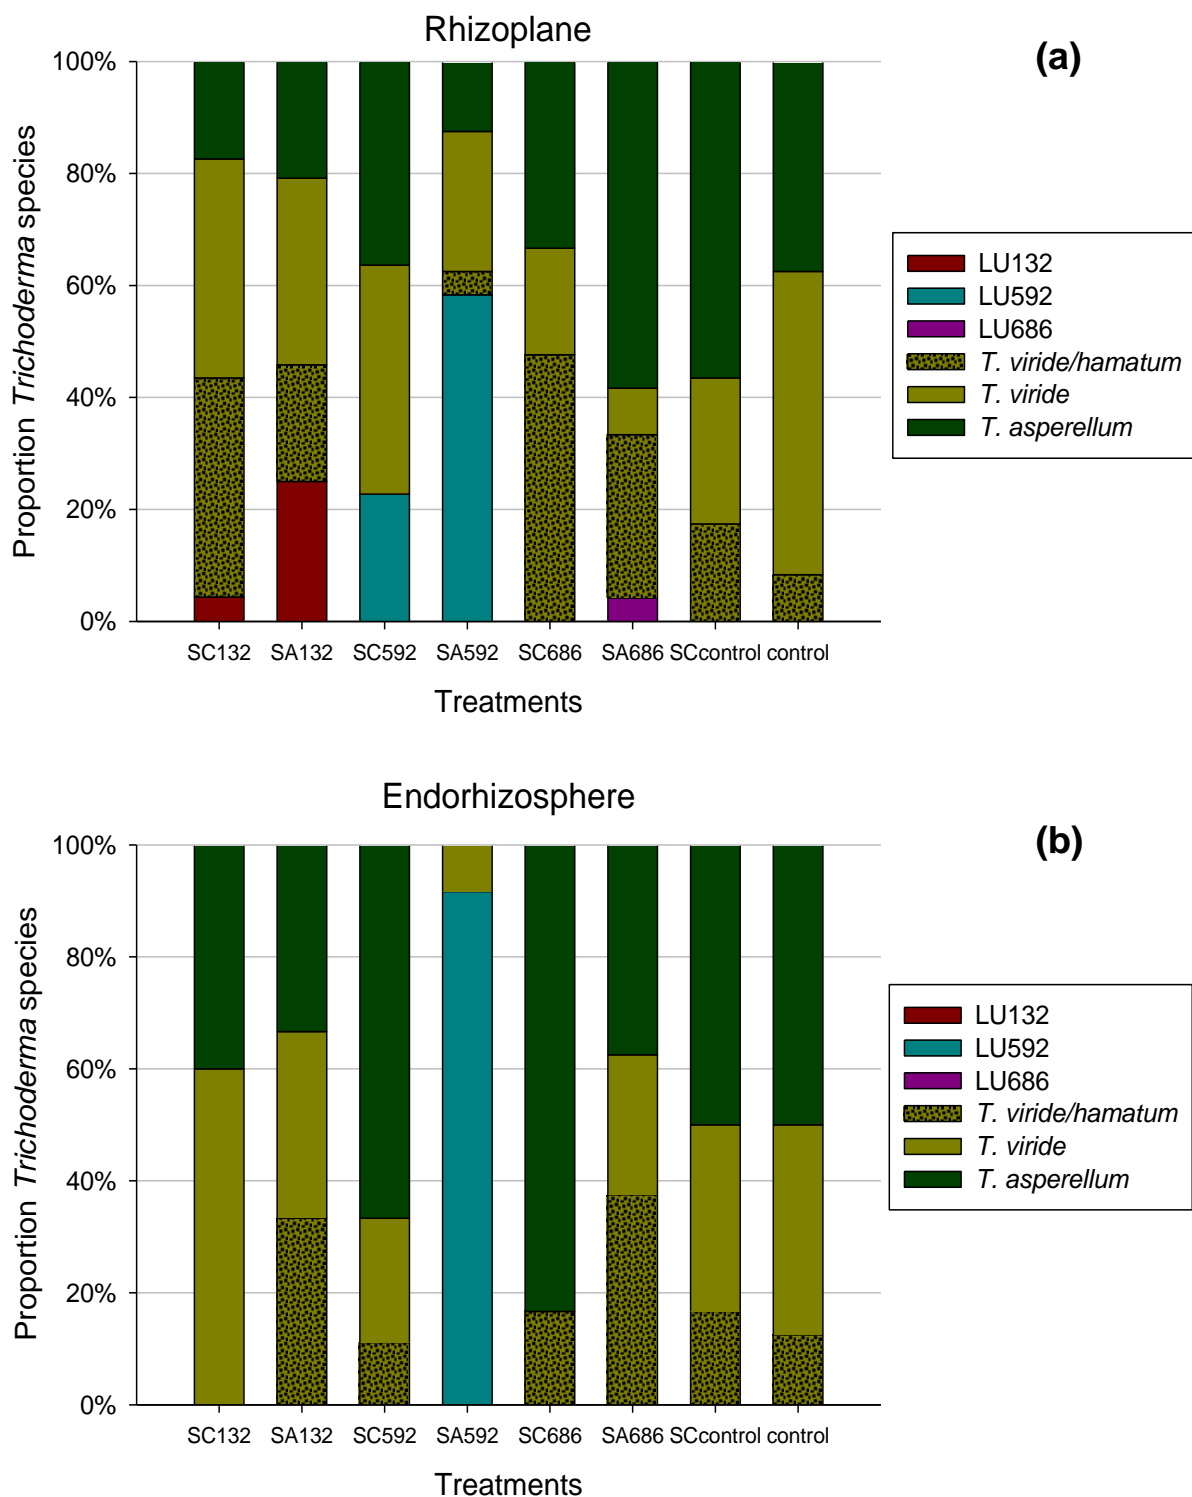 Rhizoplane
(a)
100%
80%
60%
40%
20%
0%
Proportion Trichoderma species
SC132 SA132 SC592 SA592 SC686 SA686 SCcontrol control
Treatments
LU132
LU592
LU686
T. viride/hamatum
T. viride
T. asperellum
Endorhizosphere
(b)
100%
80%
60%
40%
20%
0%
Proportion Trichoderma species
SC132 SA132 SC592 SA592 SC686 SA686 SCcontrol control
Treatments
LU132
LU592
LU686
T. viride/hamatum
T. viride
T. asperellum